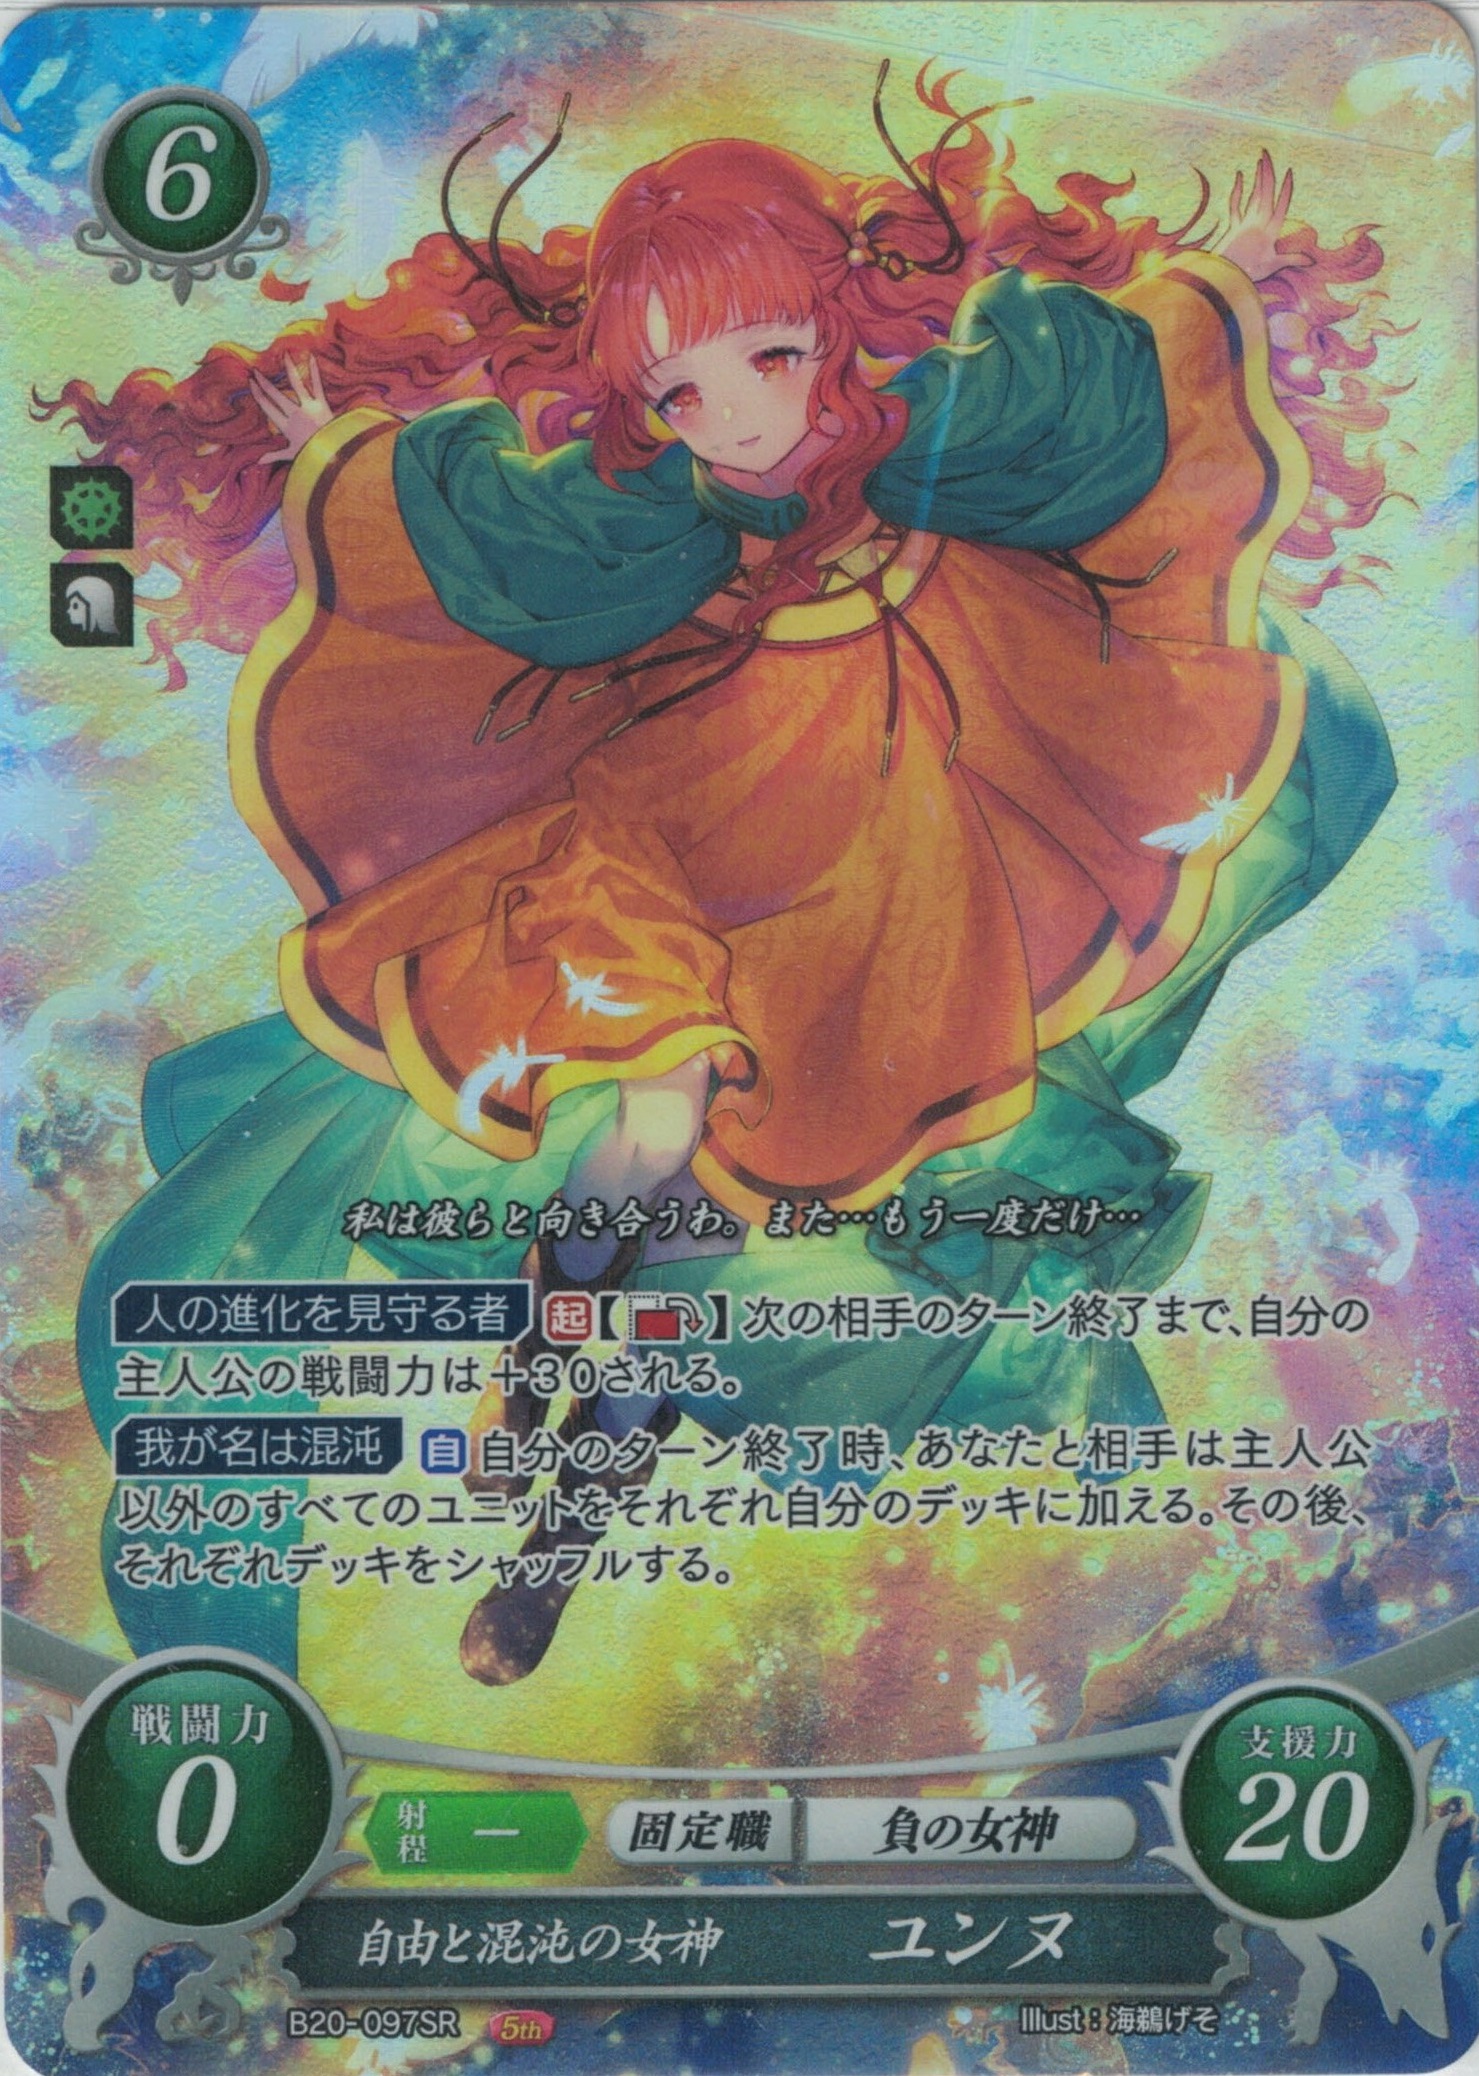 6
私は彼らと向き合うわ。また…もう一度だけ…
人の進化を見守る者 起【 】次の相手のターン終了まで、自分の
主人公の戦闘力は＋30される。
我が名は混沌 自 自分のターン終了時、あなたと相手は主人公
以外のすべてのユニットをそれぞれ自分のデッキに加える。その後、
それぞれデッキをシャッフルする。
戦闘力
0
射程 —
固定職 負の女神
支援力
20
自由と混沌の女神 ユンヌ
B20-097SR 5th Illust：海鵜げそ